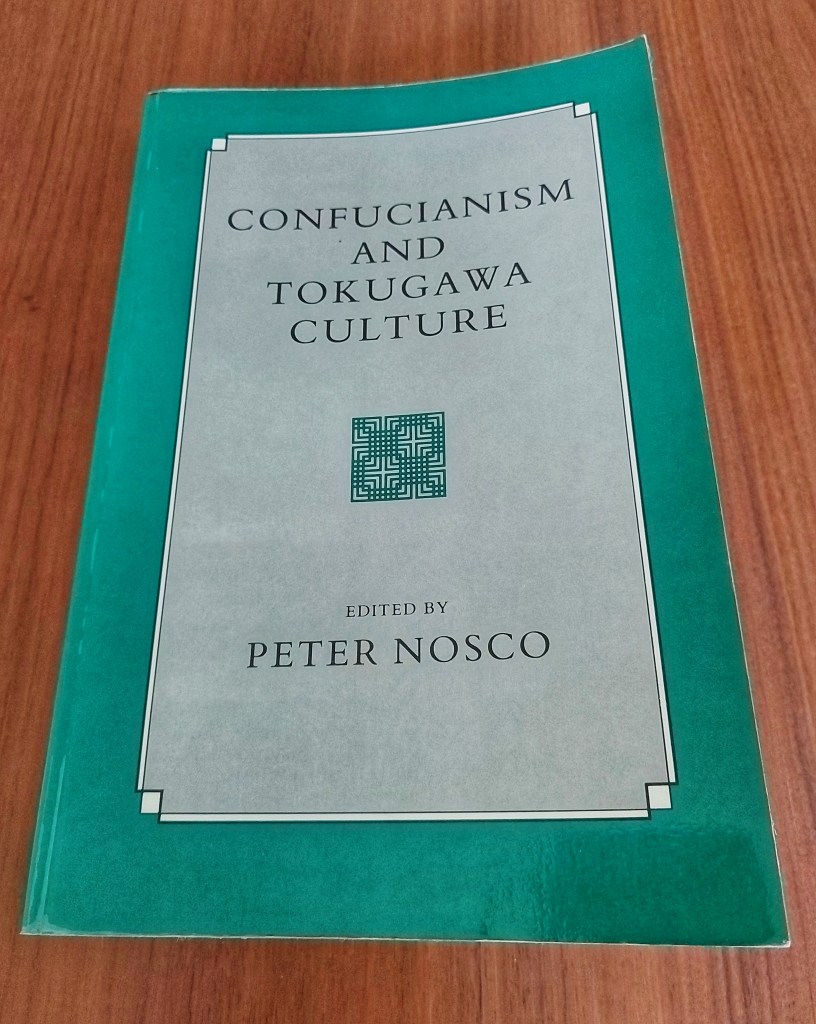 CONFUCIANISM
AND
TOKUGAWA
CULTURE
EDITED BY
PETER NOSCO